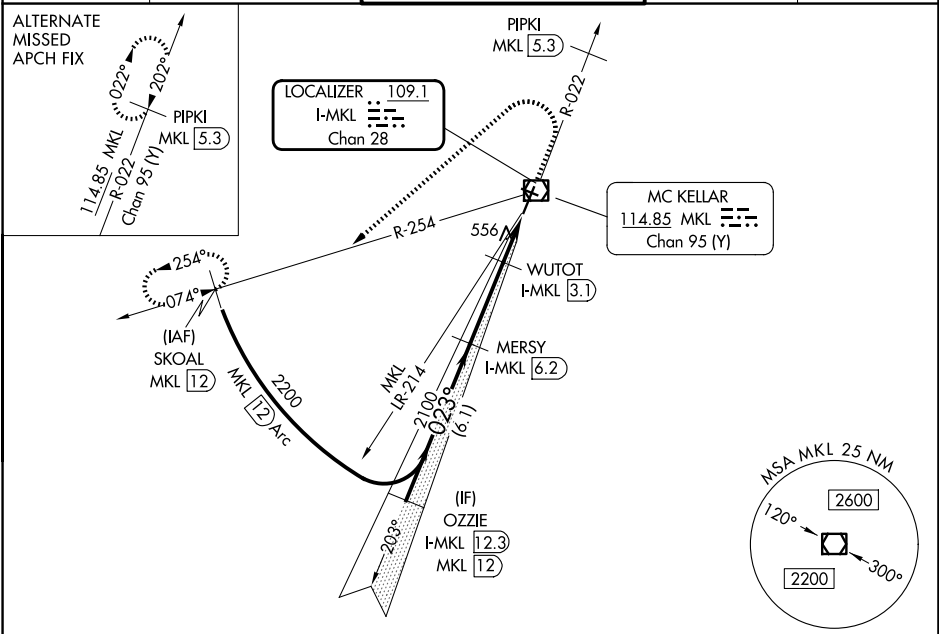 ALTERNATE
MISSED
APCH FIX
022°
202°
PIPKI
MKL 5.3
114.85 MKL
R-022
Chan 95 (Y)
PIPKI
MKL 5.3
R-022
LOCALIZER 109.1
I-MKL
Chan 28
MC KELLAR
114.85 MKL
Chan 95 (Y)
R-254
556
WUTOT
I-MKL 3.1
254°
074°
(IAF)
SKOAL
MKL 12
MERSY
I-MKL 6.2
2200
MKL 12 Arc
MKL
LR-214
2100
023°
(6.1)
(IF)
OZZIE
I-MKL 12.3
MKL 12
203°
MSA MKL 25 NM
2600
120°
2200
300°